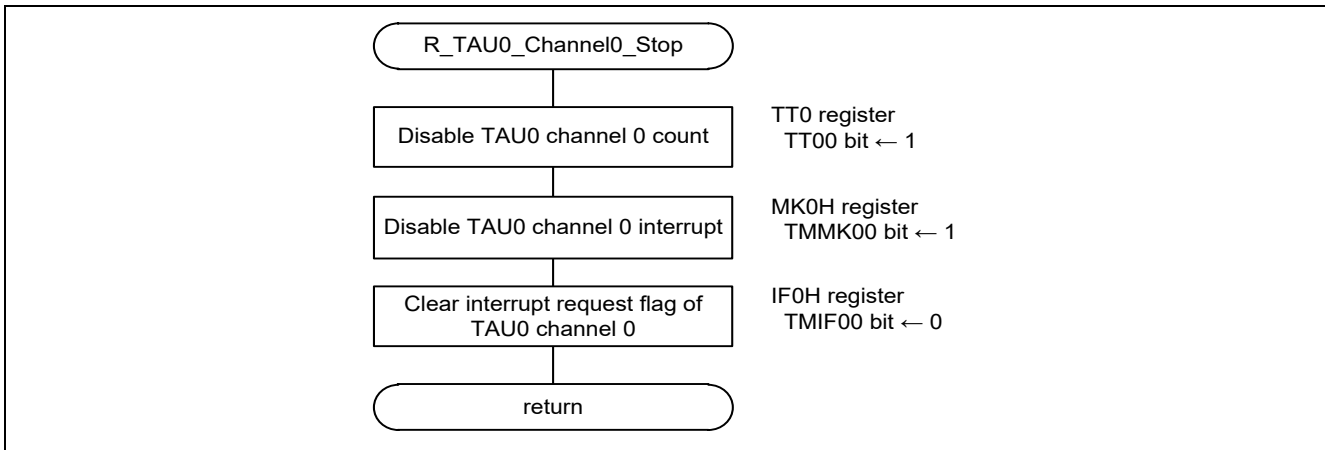 R_TAU0_Channel0_Stop
Disable TAU0 channel 0 count
TT0 register
TT00 bit ← 1
Disable TAU0 channel 0 interrupt
MK0H register
TMMK00 bit ← 1
Clear interrupt request flag of
TAU0 channel 0
IF0H register
TMIF00 bit ← 0
return